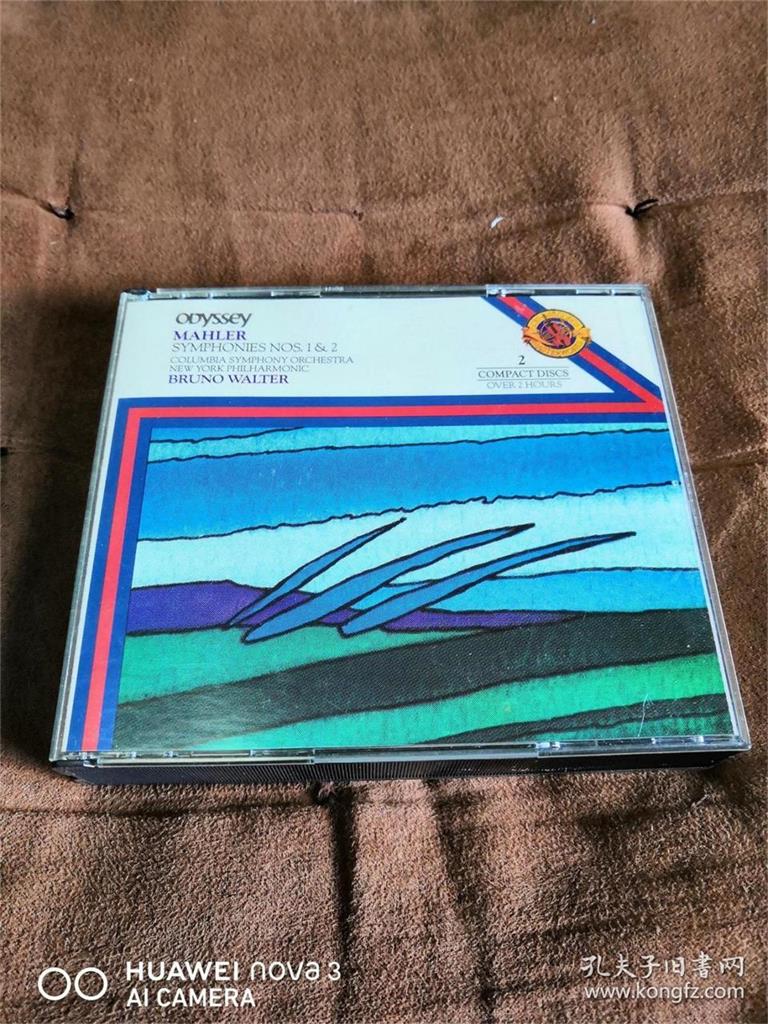 ODYSSEY
MAHLER
SYMPHONIES NOS. 1 & 2
COLUMBIA SYMPHONY ORCHESTRA
NEW YORK PHILHARMONIC
BRUNO WALTER
2
COMPACT DISCS
OVER 2 HOURS
HUAWEI nova 3
AI CAMERA
孔夫子旧书网
www.kongfz.com